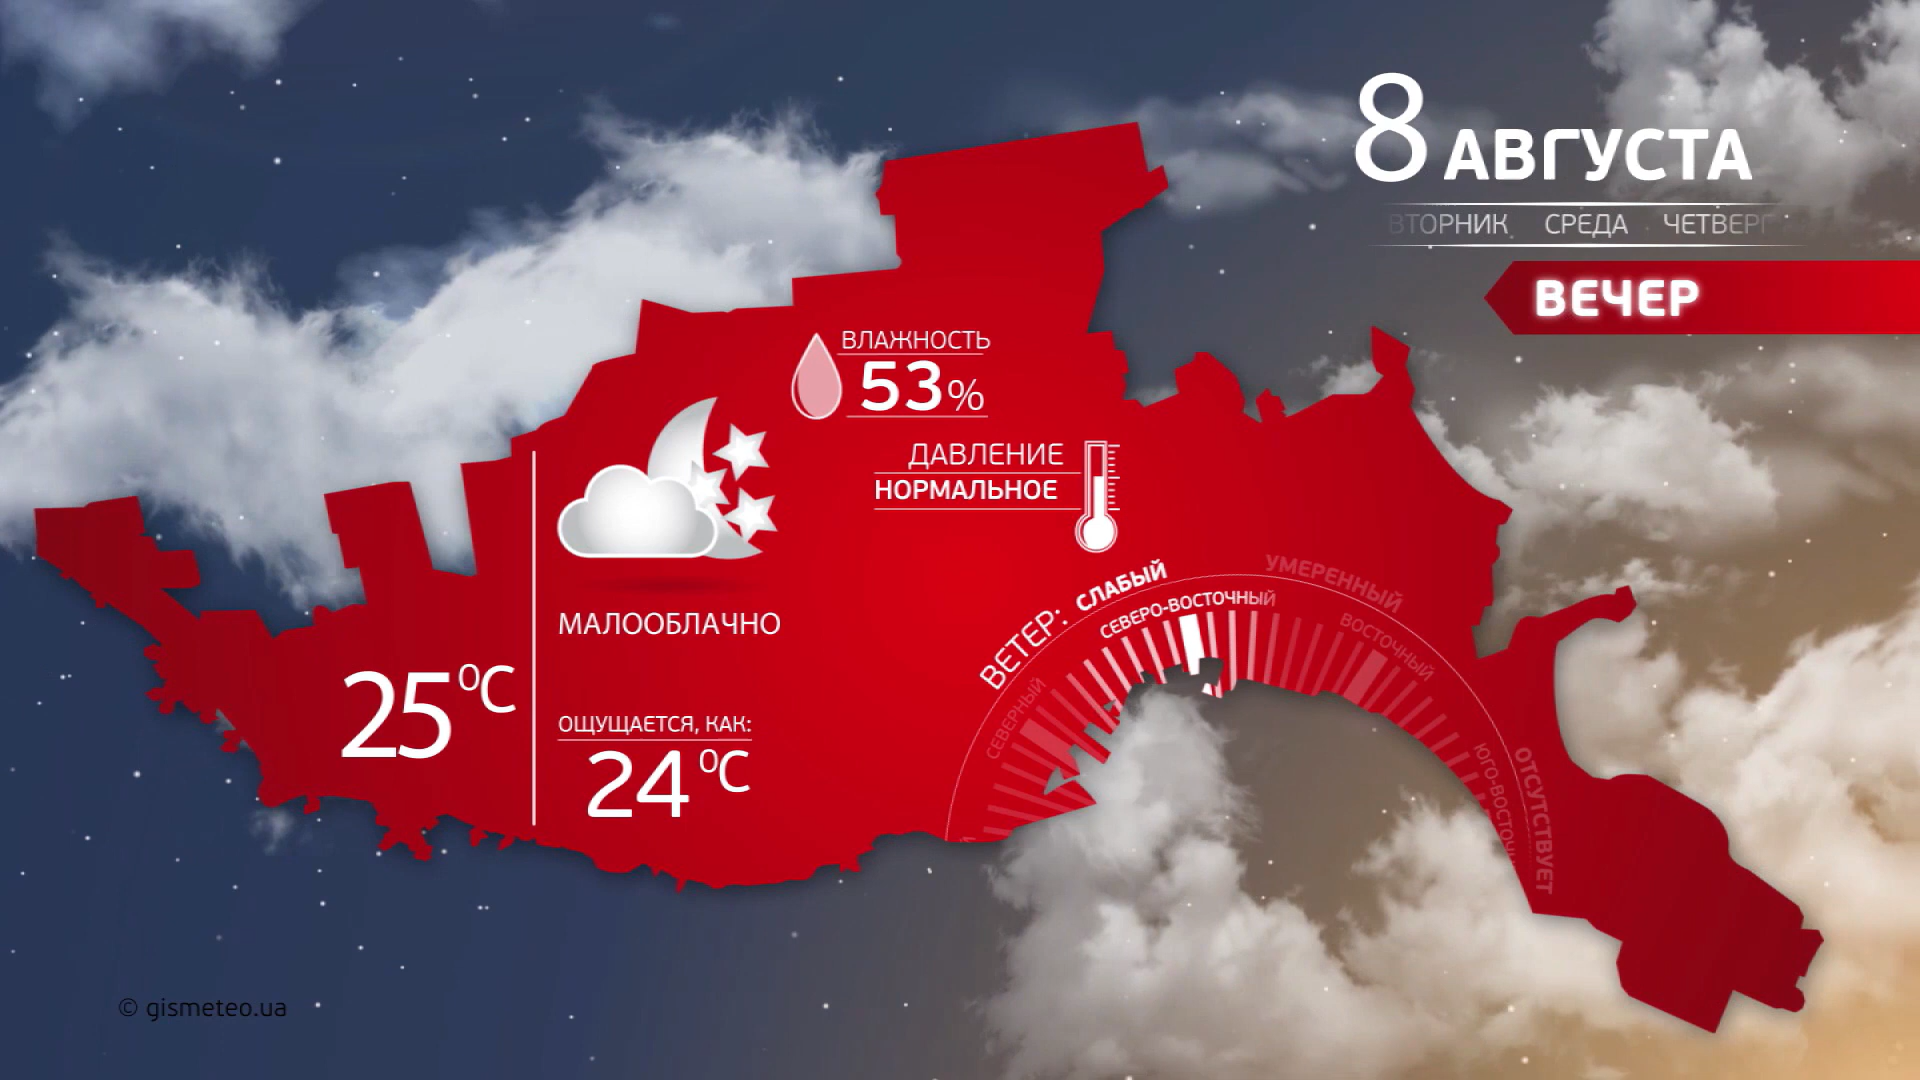 8 АВГУСТА
ВТОРНИК СРЕДА ЧЕТВЕРГ
ВЕЧЕР
ВЛАЖНОСТЬ
53%
ДАВЛЕНИЕ
НОРМАЛЬНОЕ
МАЛООБЛАЧНО
25°C
ОЩУЩАЕТСЯ, КАК:
24°C
ВЕТЕР: СЛАБЫЙ УМЕРЕННЫЙ ОТСУТСТВУЕТ
СЕВЕРНЫЙ СЕВЕРО-ВОСТОЧНЫЙ ВОСТОЧНЫЙ
© gismeteo.ua